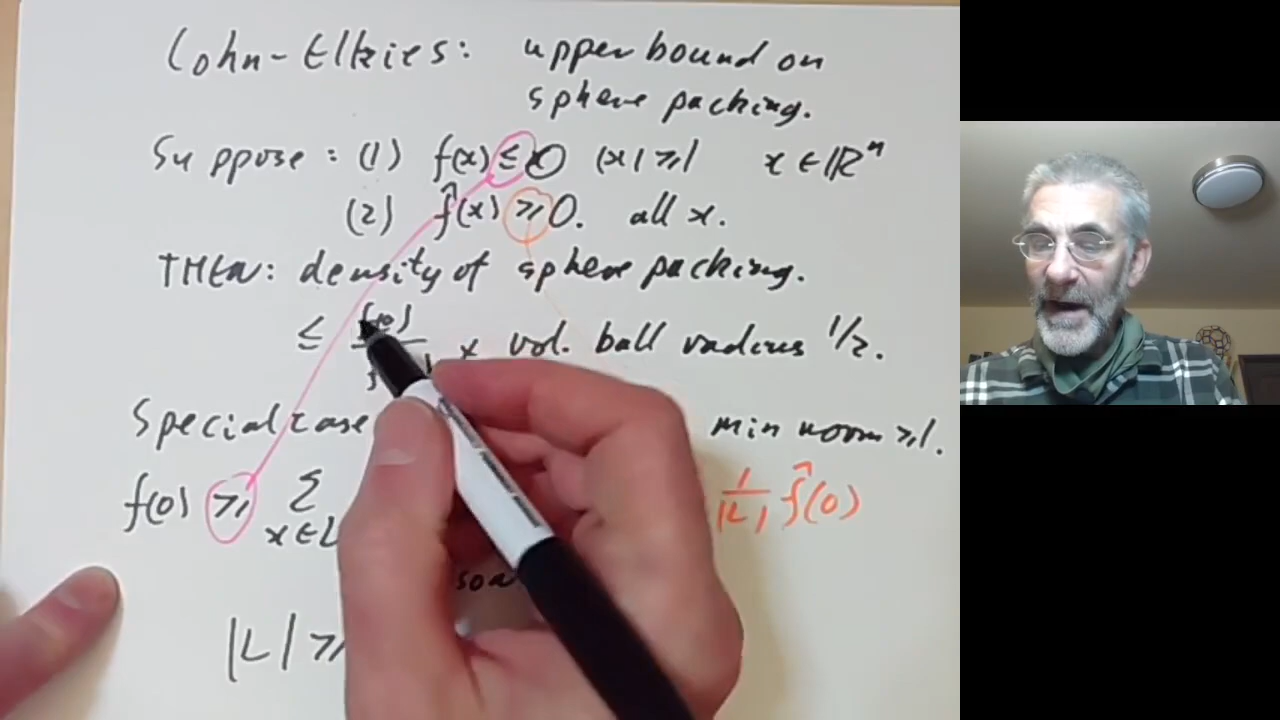 Cohn-Elkies: upper bound on
sphere packing.
Suppose: (1) f(x) ≤ 0 |x| ≥ 1 x ∈ ℝⁿ
(2) f̂(x) ≥ 0. all x.
THEN: density of sphere packing.
≤ f(0) × vol. ball radius 1/2.
Special case min norm ≥ 1.
f(0) ≥ Σ x∈L 1/|L| f̂(0)
|L| ≥